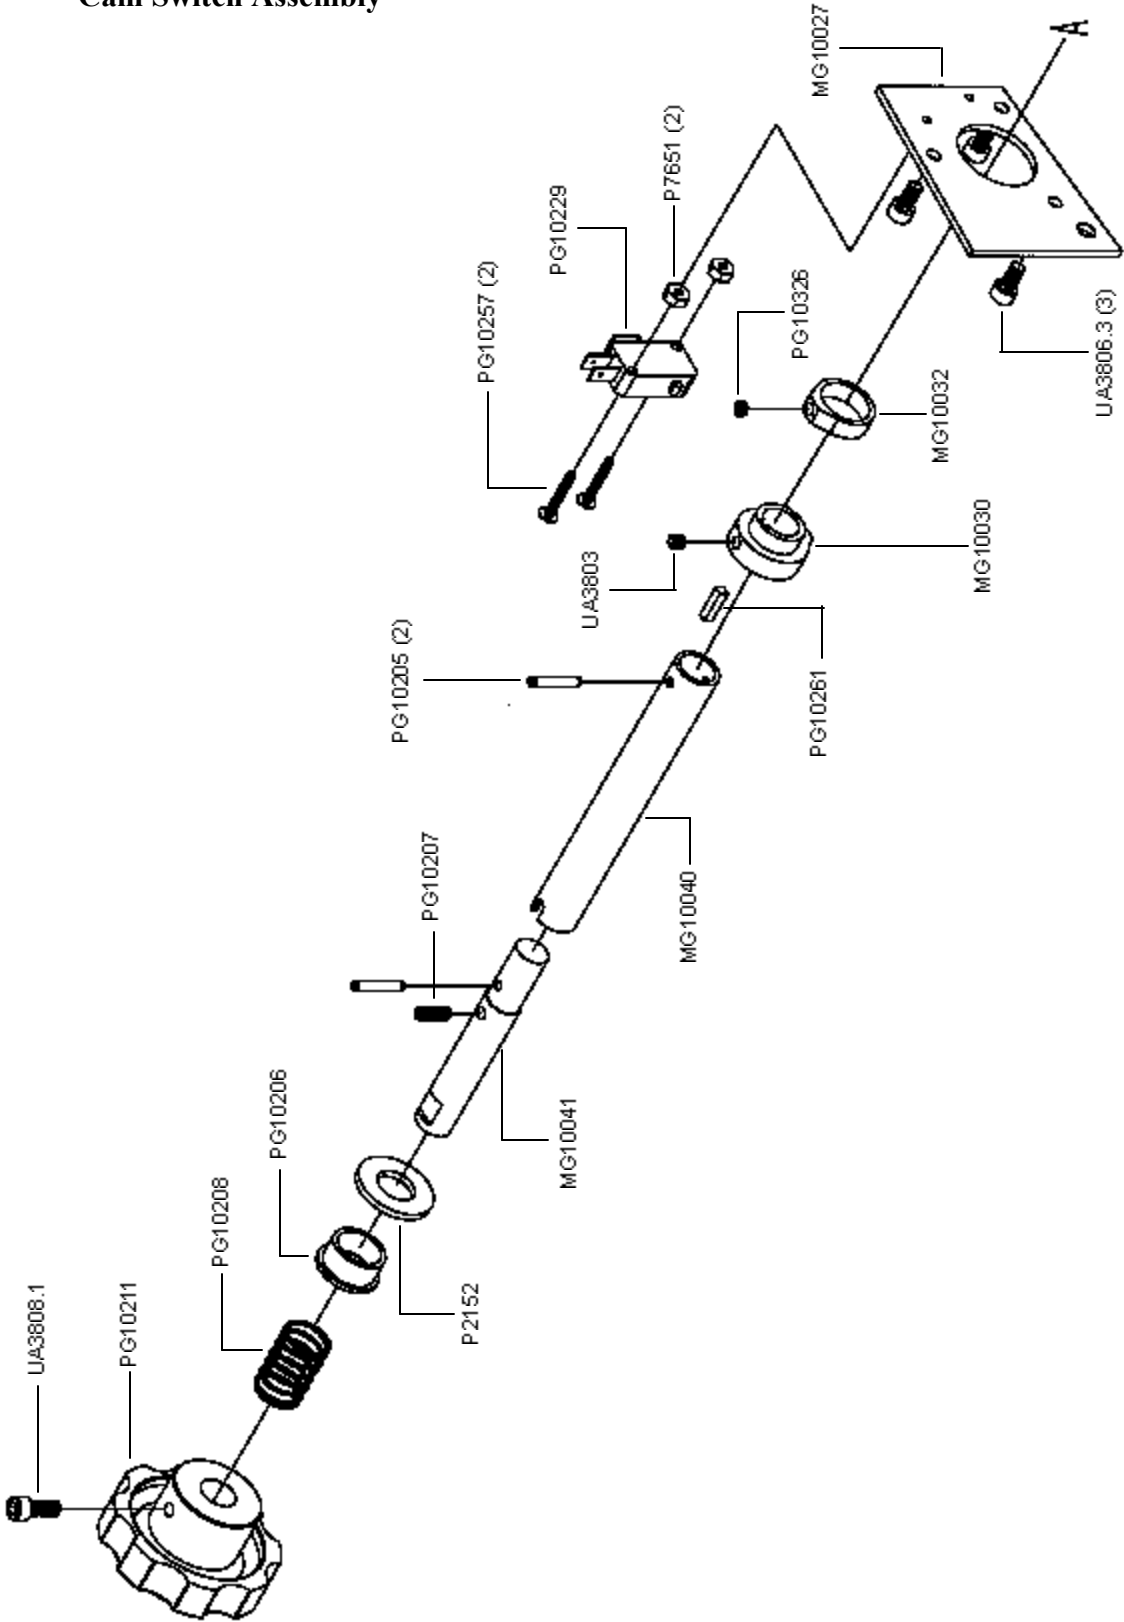 Cam Switch Assembly
A
MG10027
P7651 (2)
PG10229
PG10257 (2)
PG10326
UA3806.3 (3)
MG10032
MG10030
UA3803
PG10205 (2)
PG10261
PG10207
MG10040
PG10206
MG10041
PG10208
P2152
UA3808.1
PG10211